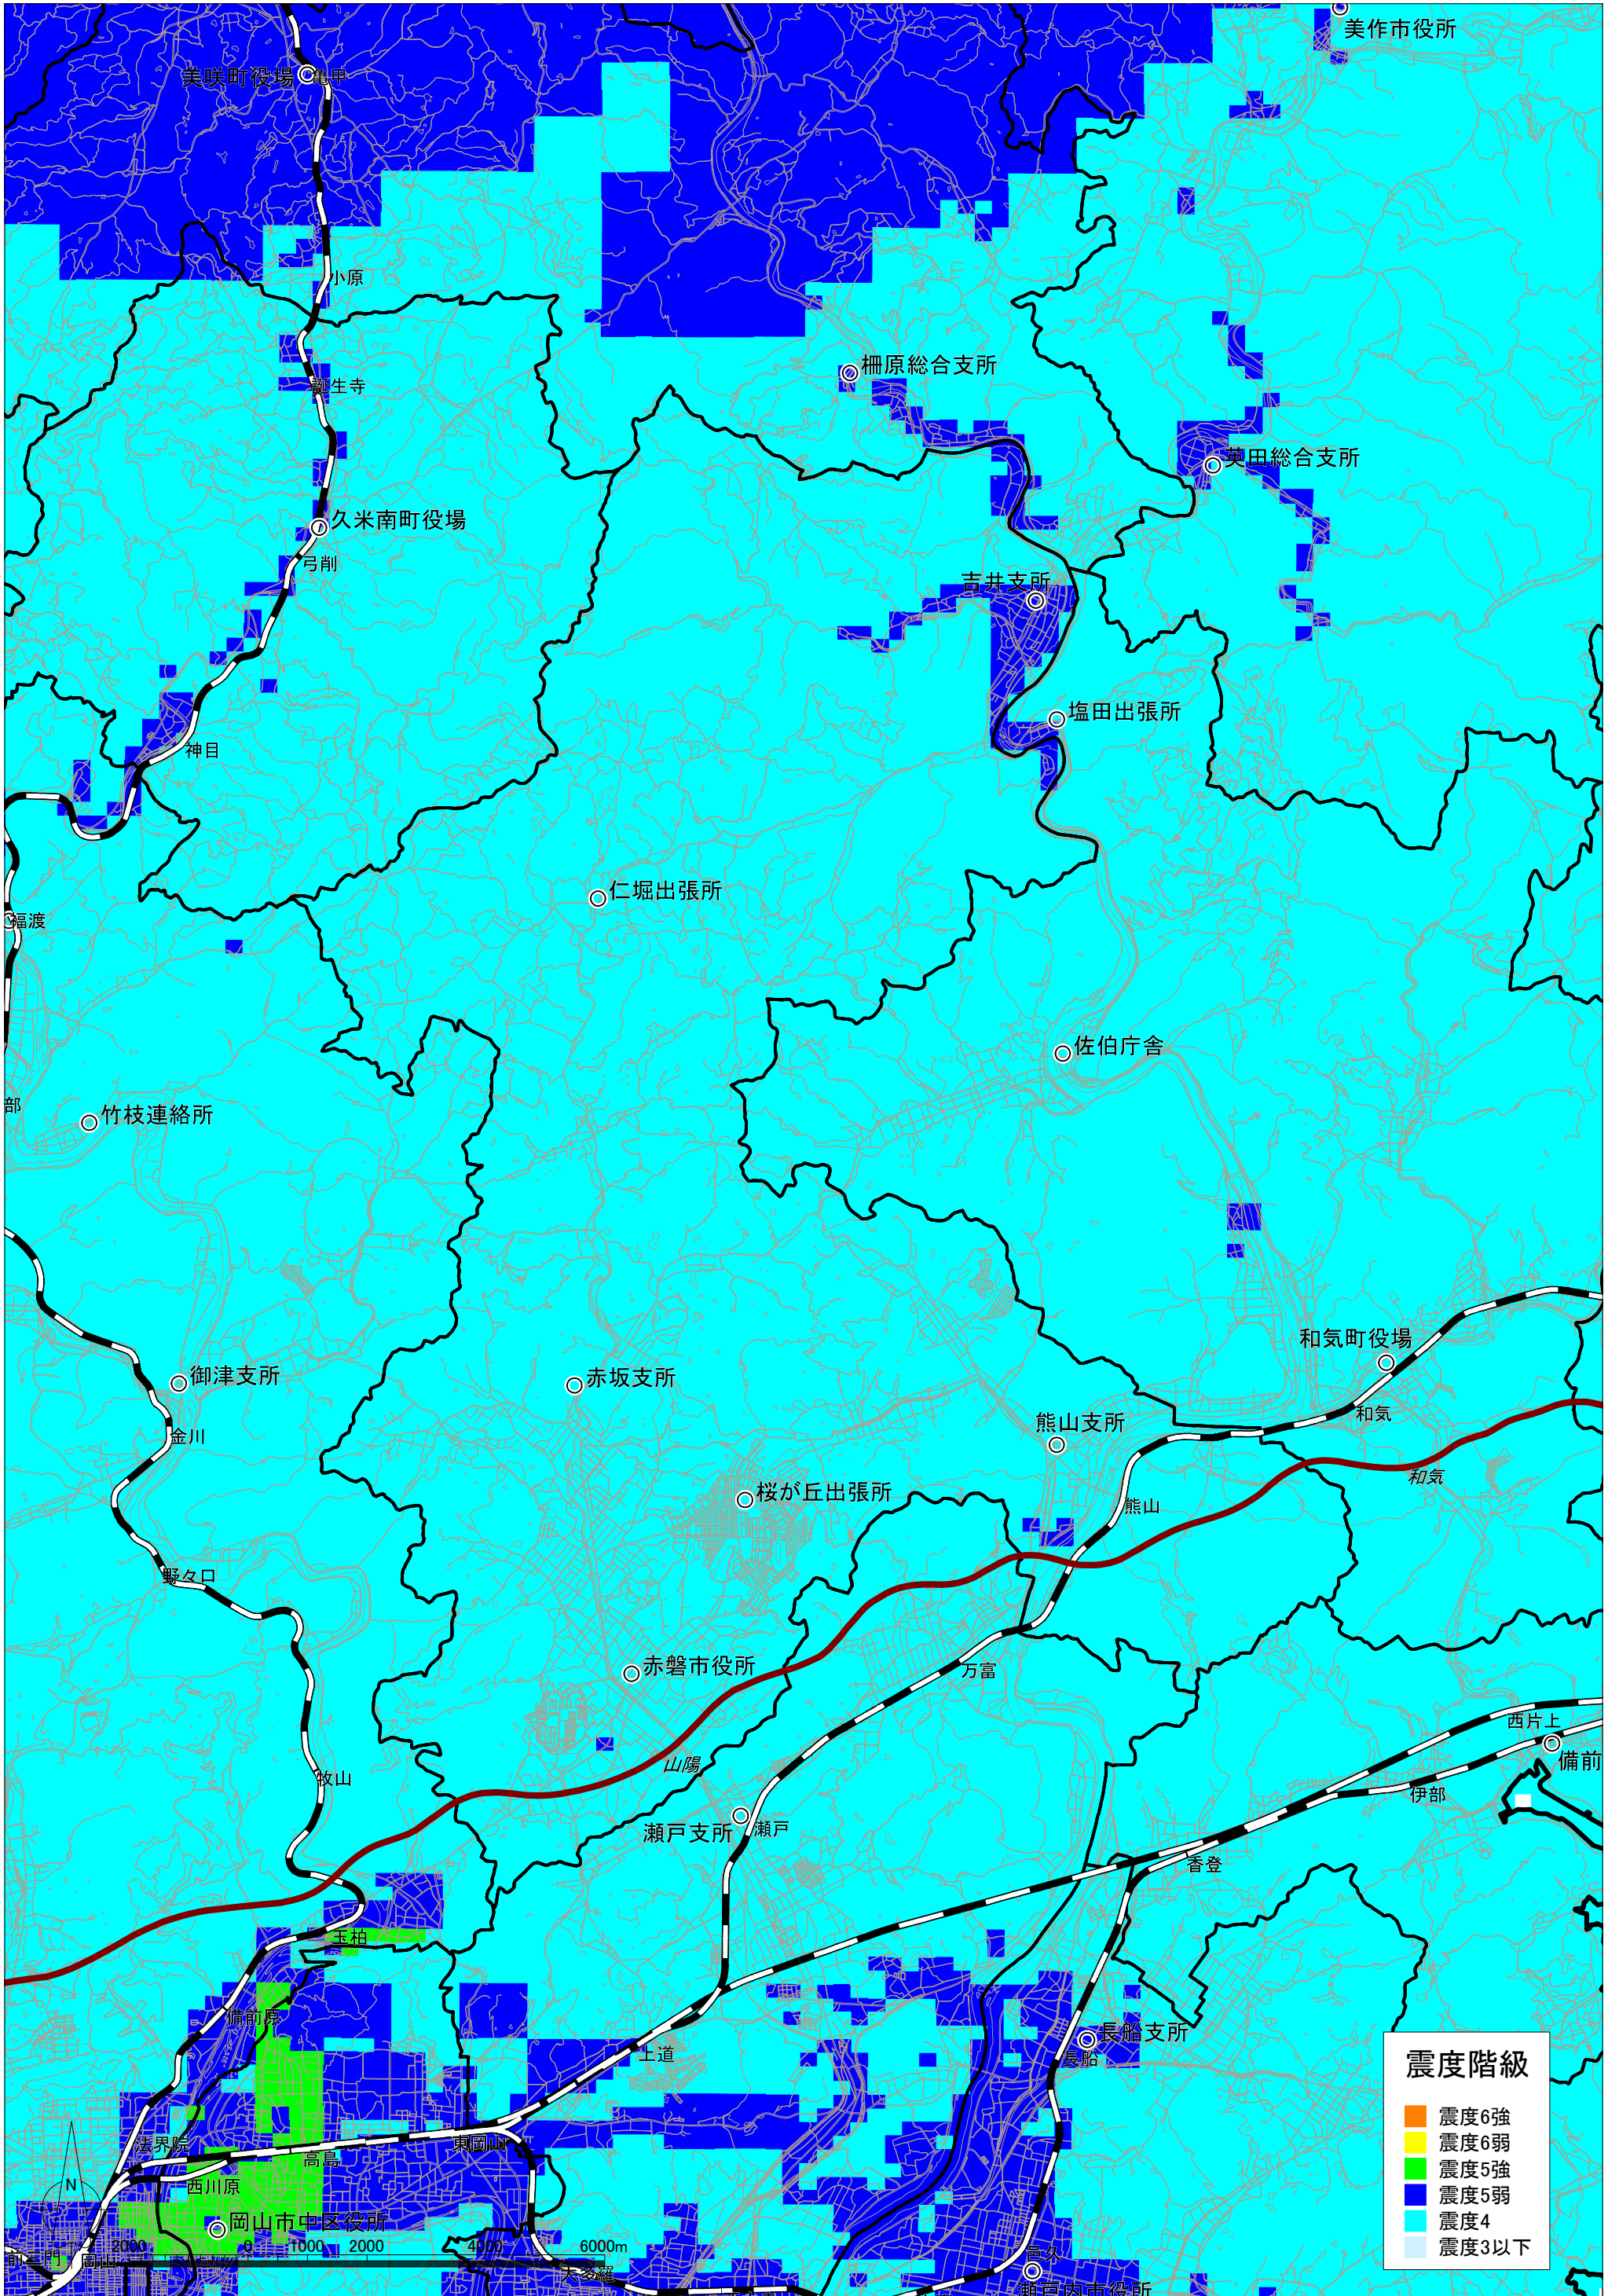 美作市役所
美咲町役場
亀甲
小原
柵原総合支所
誕生寺
英田総合支所
久米南町役場
弓削
吉井支所
塩田出張所
神目
仁堀出張所
福渡
佐伯庁舎
部
竹枝連絡所
和気町役場
御津支所
赤坂支所
和気
熊山支所
金川
和気
桜が丘出張所
熊山
野々口
赤磐市役所
万富
西片上
備前
山陽
牧山
伊部
瀬戸支所
瀬戸
香登
玉柏
備前原
長船支所
上道
長船
震度階級
震度6強
震度6弱
震度5強
震度5弱
震度4
震度3以下
法界院
東岡山
高島
西川原
N
岡山市中区役所
2000
0
1000
2000
4000
6000m
邑久
岡山
大多羅
瀬戸内市役所